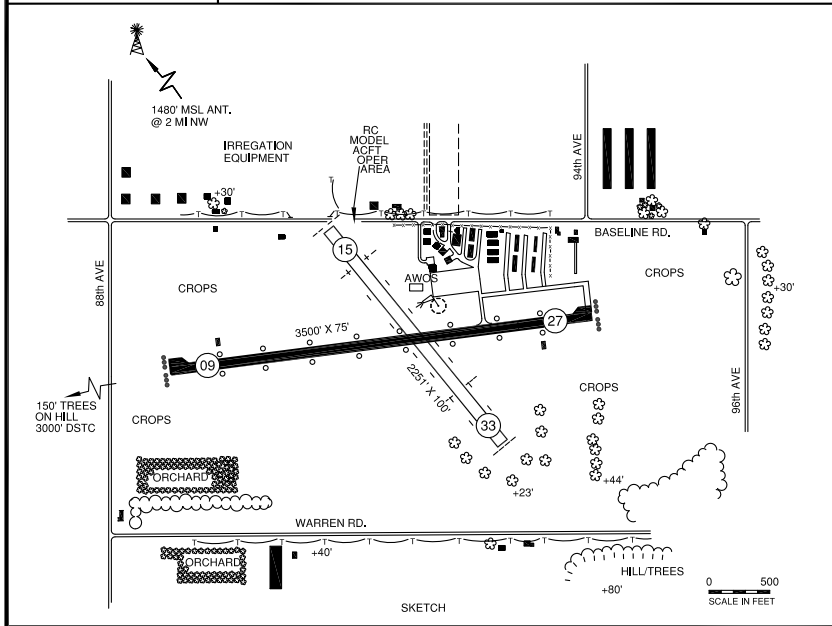 1480' MSL ANT.
@ 2 MI NW
IRREGATION
EQUIPMENT
RC
MODEL
ACFT
OPER
AREA
94th AVE
+30'
BASELINE RD.
15
AWOS
CROPS
CROPS
+30'
88th AVE
3500' X 75'
27
09
2251' X 100'
96th AVE
150' TREES
ON HILL
3000' DSTC
CROPS
CROPS
33
ORCHARD
+44'
+23'
WARREN RD.
+40'
ORCHARD
HILL/TREES
+80'
0 500
SCALE IN FEET
SKETCH